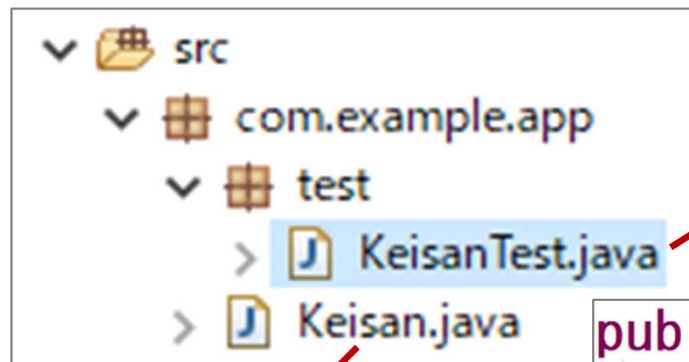 src
com.example.app
test
KeisanTest.java
Keisan.java
pub